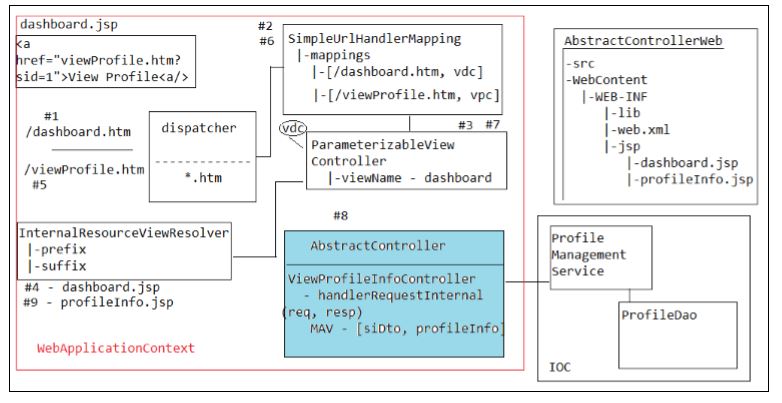 dashboard.jsp
<a
href="viewProfile.htm?
sid=1">View Profile<a/>
#1
/dashboard.htm
/viewProfile.htm
#5
dispatcher
*.htm
#2
#6
SimpleUrlHandlerMapping
|-mappings
|-[/dashboard.htm, vdc]
|-[/viewProfile.htm, vpc]
#3 #7
vdc
ParameterizableView
Controller
|-viewName - dashboard
InternalResourceViewResolver
|-prefix
|-suffix
#4 - dashboard.jsp
#9 - profileInfo.jsp
WebApplicationContext
#8
AbstractController
ViewProfileInfoController
- handlerRequestInternal
(req, resp)
MAV - [siDto, profileInfo]
AbstractControllerWeb
-src
-WebContent
|-WEB-INF
|-lib
|-web.xml
|-jsp
|-dashboard.jsp
|-profileInfo.jsp
Profile
Management
Service
ProfileDao
IOC